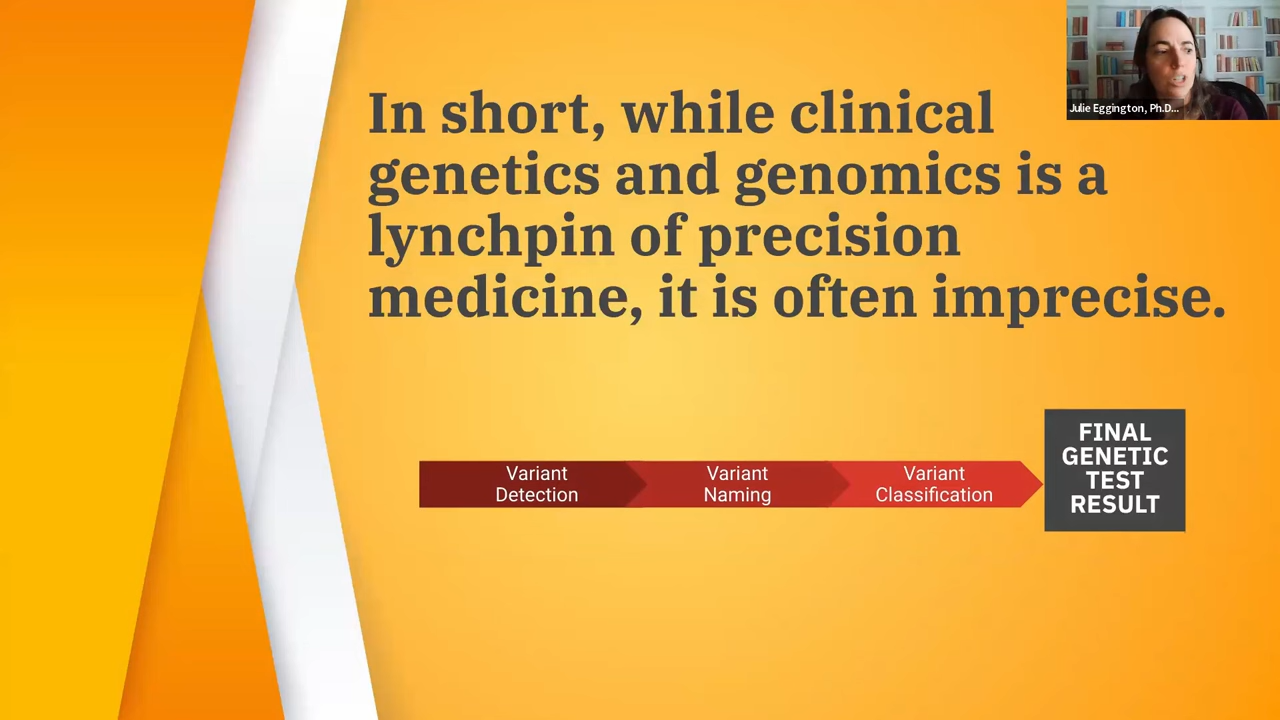 In short, while clinical
genetics and genomics is a
lynchpin of precision
medicine, it is often imprecise.
Julie Eggington, Ph.D...
Variant
Detection
Variant
Naming
Variant
Classification
FINAL
GENETIC
TEST
RESULT